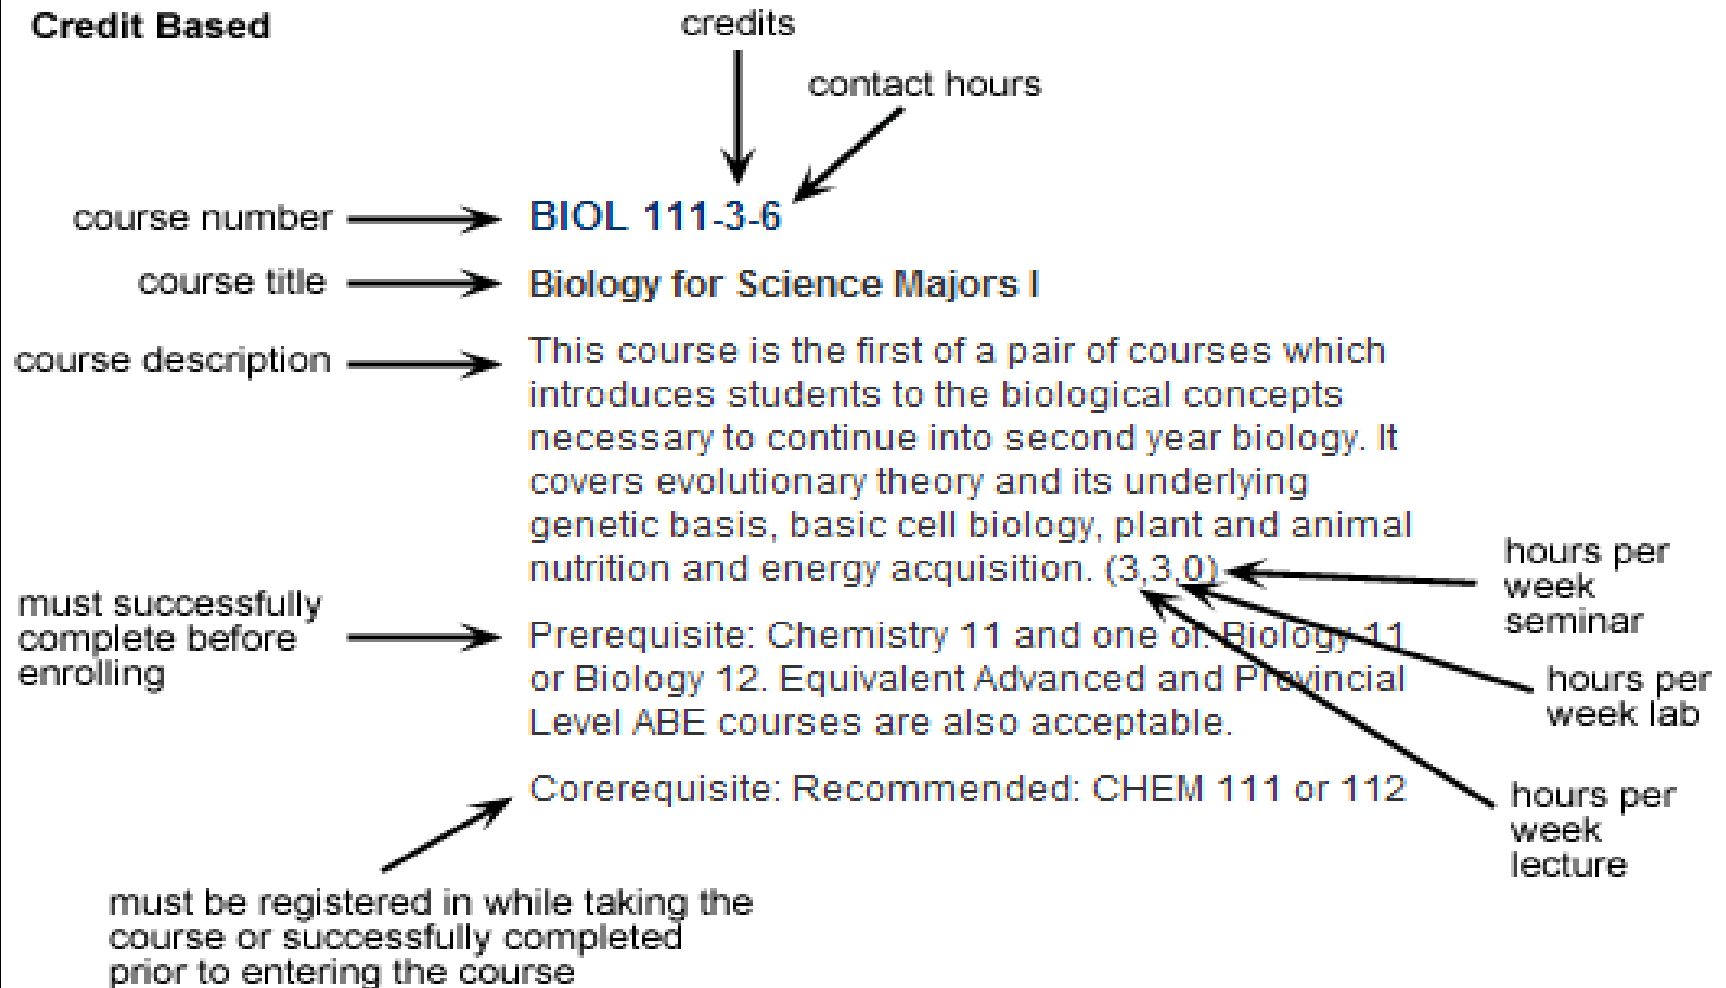 Credit Based
credits
contact hours
course number
BIOL 111-3-6
course title
Biology for Science Majors I
course description
This course is the first of a pair of courses which
introduces students to the biological concepts
necessary to continue into second year biology. It
covers evolutionary theory and its underlying
genetic basis, basic cell biology, plant and animal
nutrition and energy acquisition. (3,3,0)
hours per
week
seminar
must successfully
complete before
enrolling
Prerequisite: Chemistry 11 and one of: Biology 11
or Biology 12. Equivalent Advanced and Provincial
Level ABE courses are also acceptable.
hours per
week lab
Corerequisite: Recommended: CHEM 111 or 112
hours per
week
lecture
must be registered in while taking the
course or successfully completed
prior to entering the course